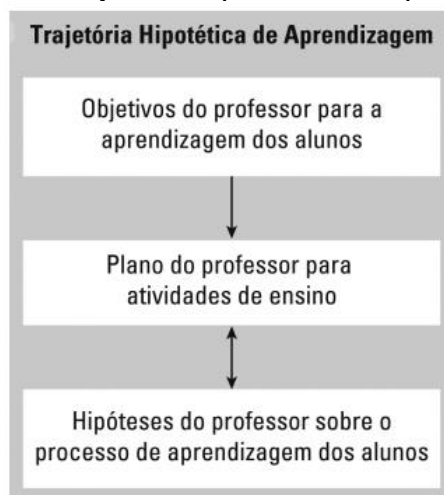 Trajetória Hipotética de Aprendizagem
Objetivos do professor para a
aprendizagem dos alunos
Plano do professor para
atividades de ensino
Hipóteses do professor sobre o
processo de aprendizagem dos alunos